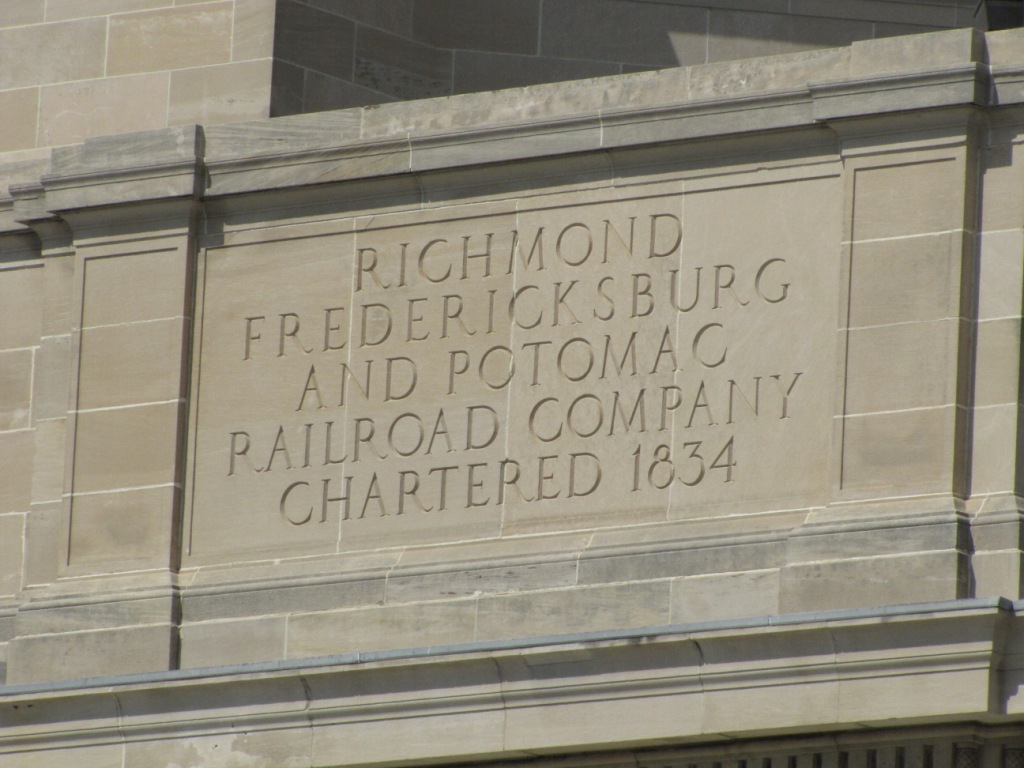 RICHMOND
FREDERICKSBURG
AND POTOMAC
RAILROAD COMPANY
CHARTERED 1834